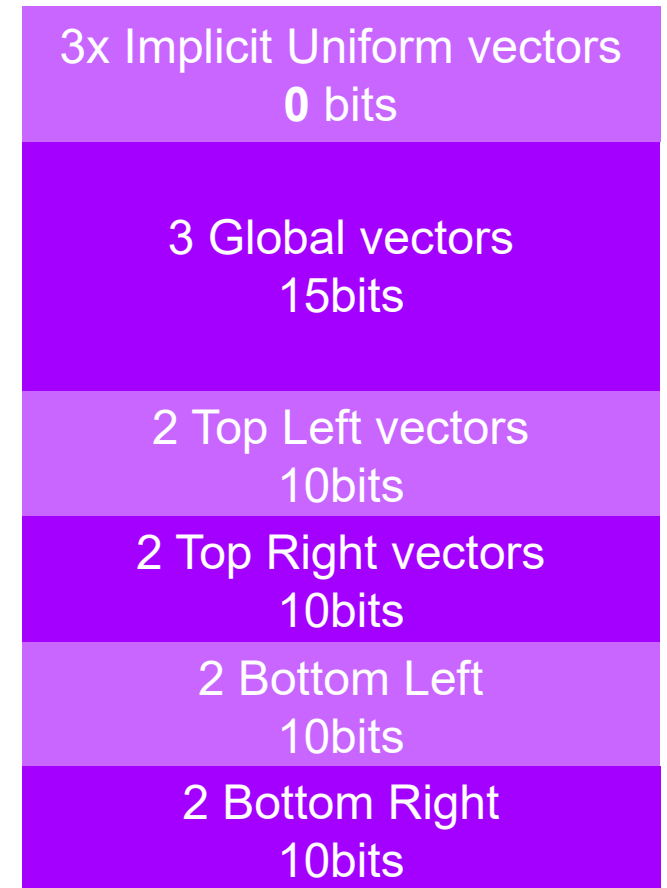 3x Implicit Uniform vectors
0 bits
3 Global vectors
15bits
2 Top Left vectors
10bits
2 Top Right vectors
10bits
2 Bottom Left
10bits
2 Bottom Right
10bits